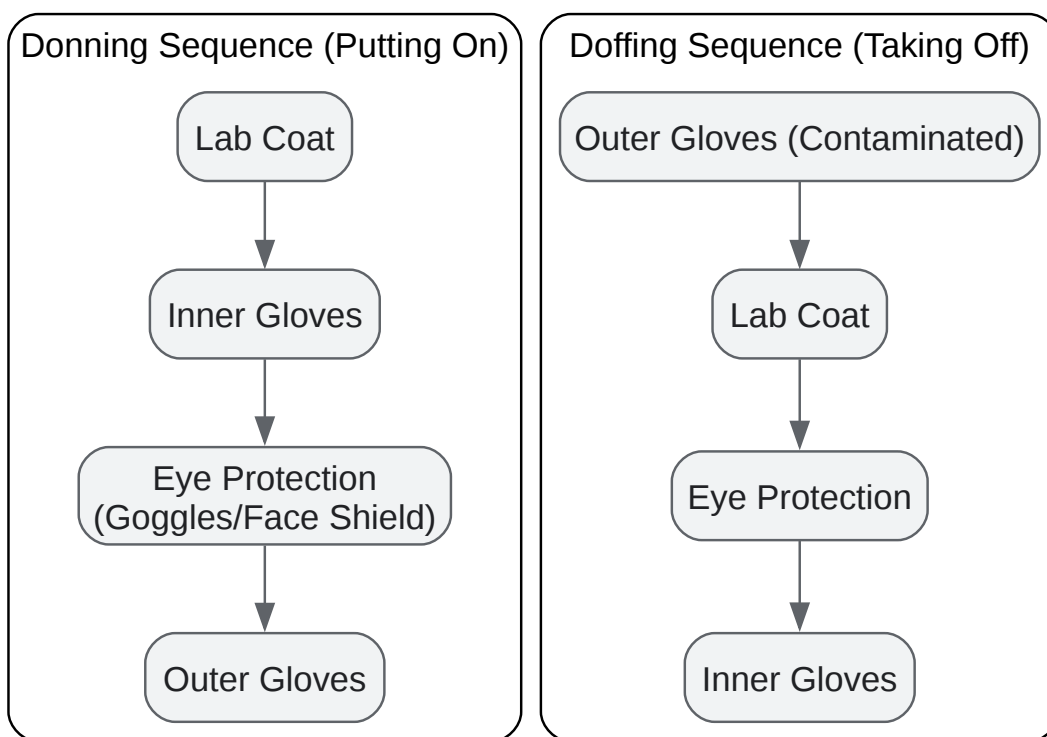 Donning Sequence (Putting On)
Lab Coat
Inner Gloves
Eye Protection
(Goggles/Face Shield)
Outer Gloves
Doffing Sequence (Taking Off)
Outer Gloves (Contaminated)
Lab Coat
Eye Protection
Inner Gloves